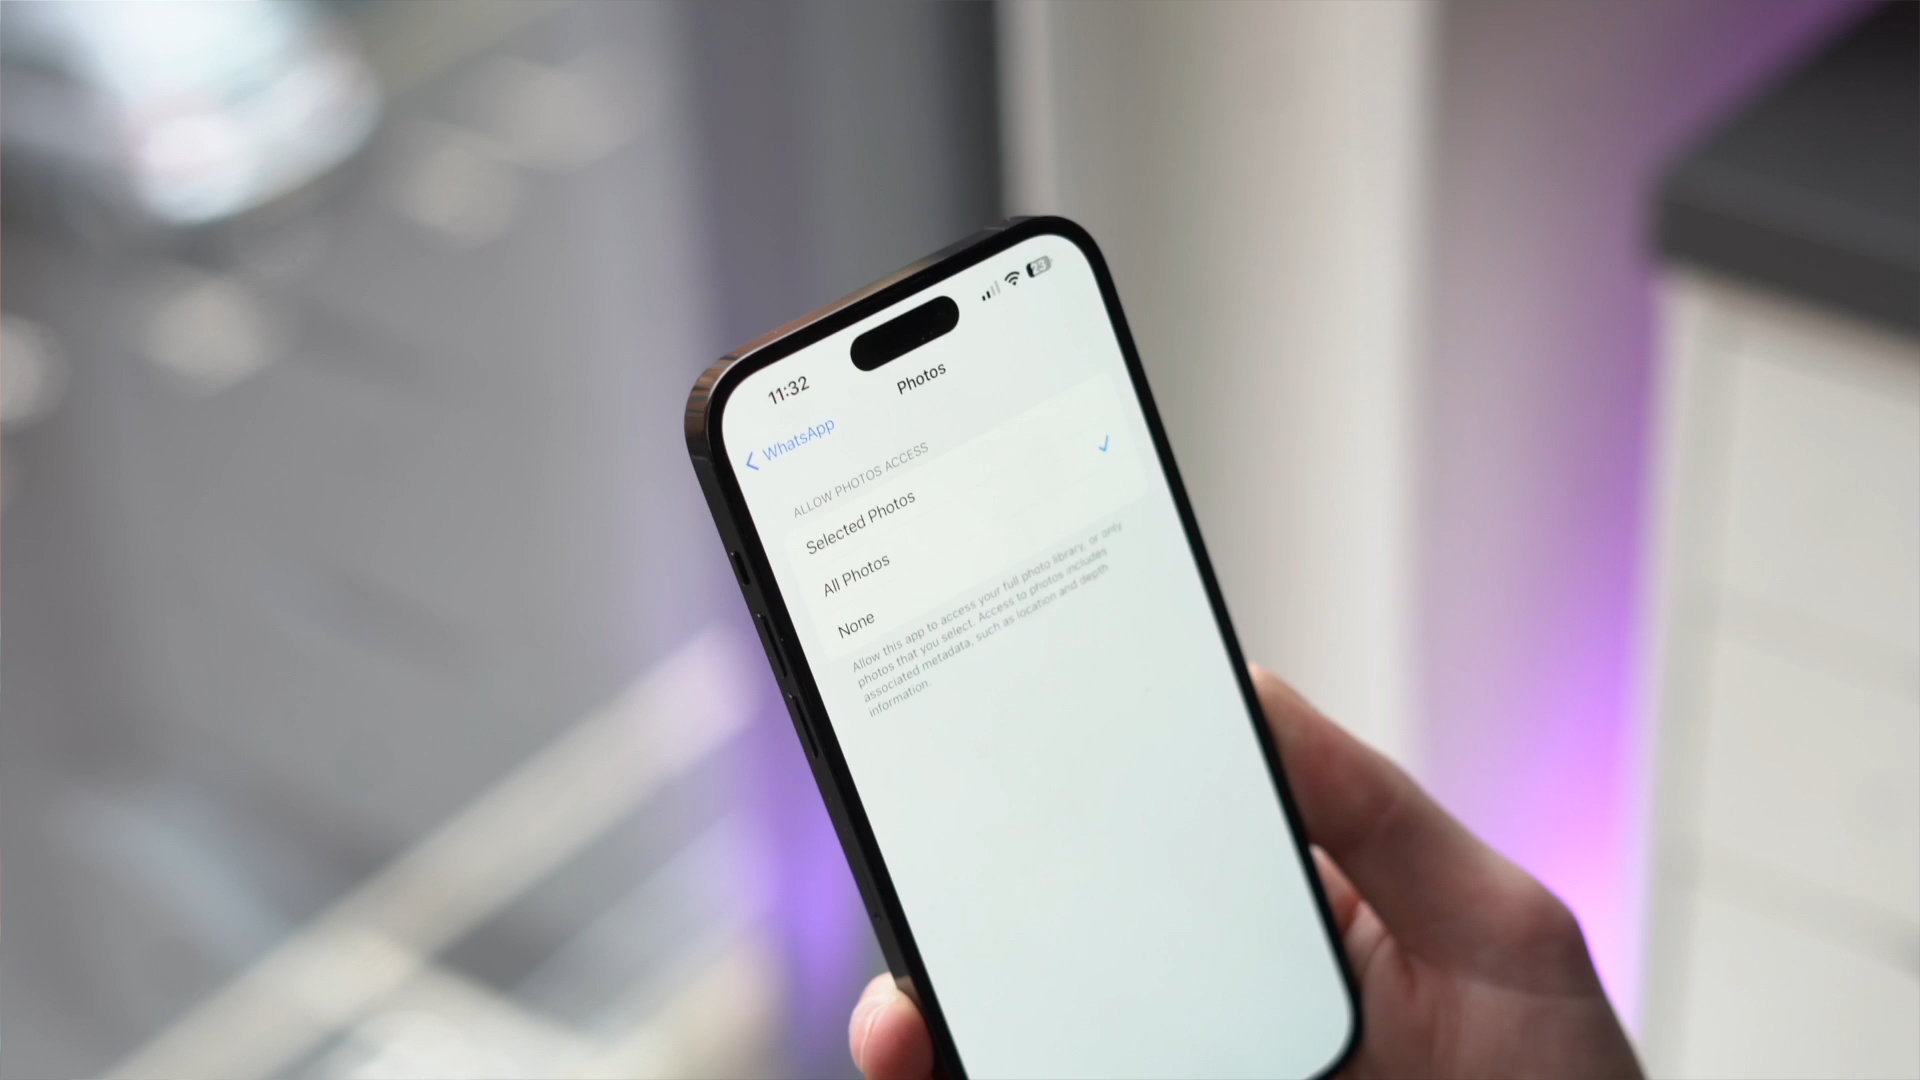 11:32
23
WhatsApp
Photos
ALLOW PHOTOS ACCESS
Selected Photos
All Photos
None
Allow this app to access your full photo library, or only
photos that you select. Access to photos includes
associated metadata, such as location and depth
information.